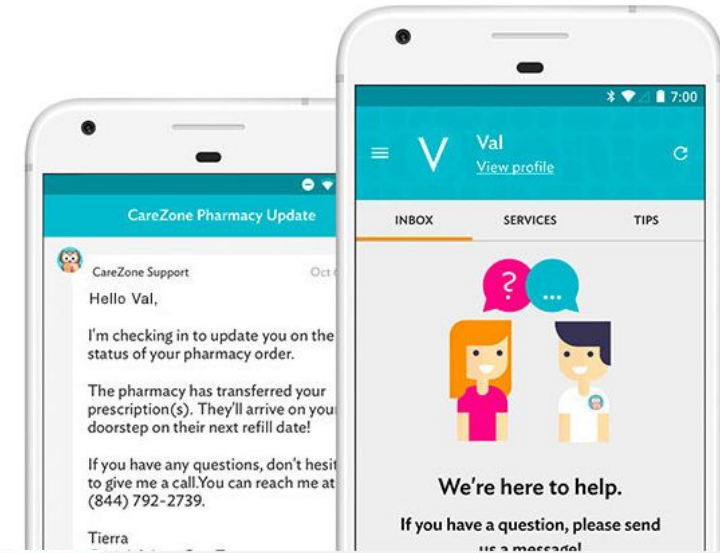 CareZone Pharmacy Update
CareZone Support
Oct
Hello Val,
I'm checking in to update you on the
status of your pharmacy order.
The pharmacy has transferred your
prescription(s). They'll arrive on your
doorstep on their next refill date!
If you have any questions, don't hesit
to give me a call.You can reach me at
(844) 792-2739.
Tierra
7:00
V
Val
View profile
INBOX
SERVICES
TIPS
?
...
We're here to help.
If you have a question, please send
us a message!